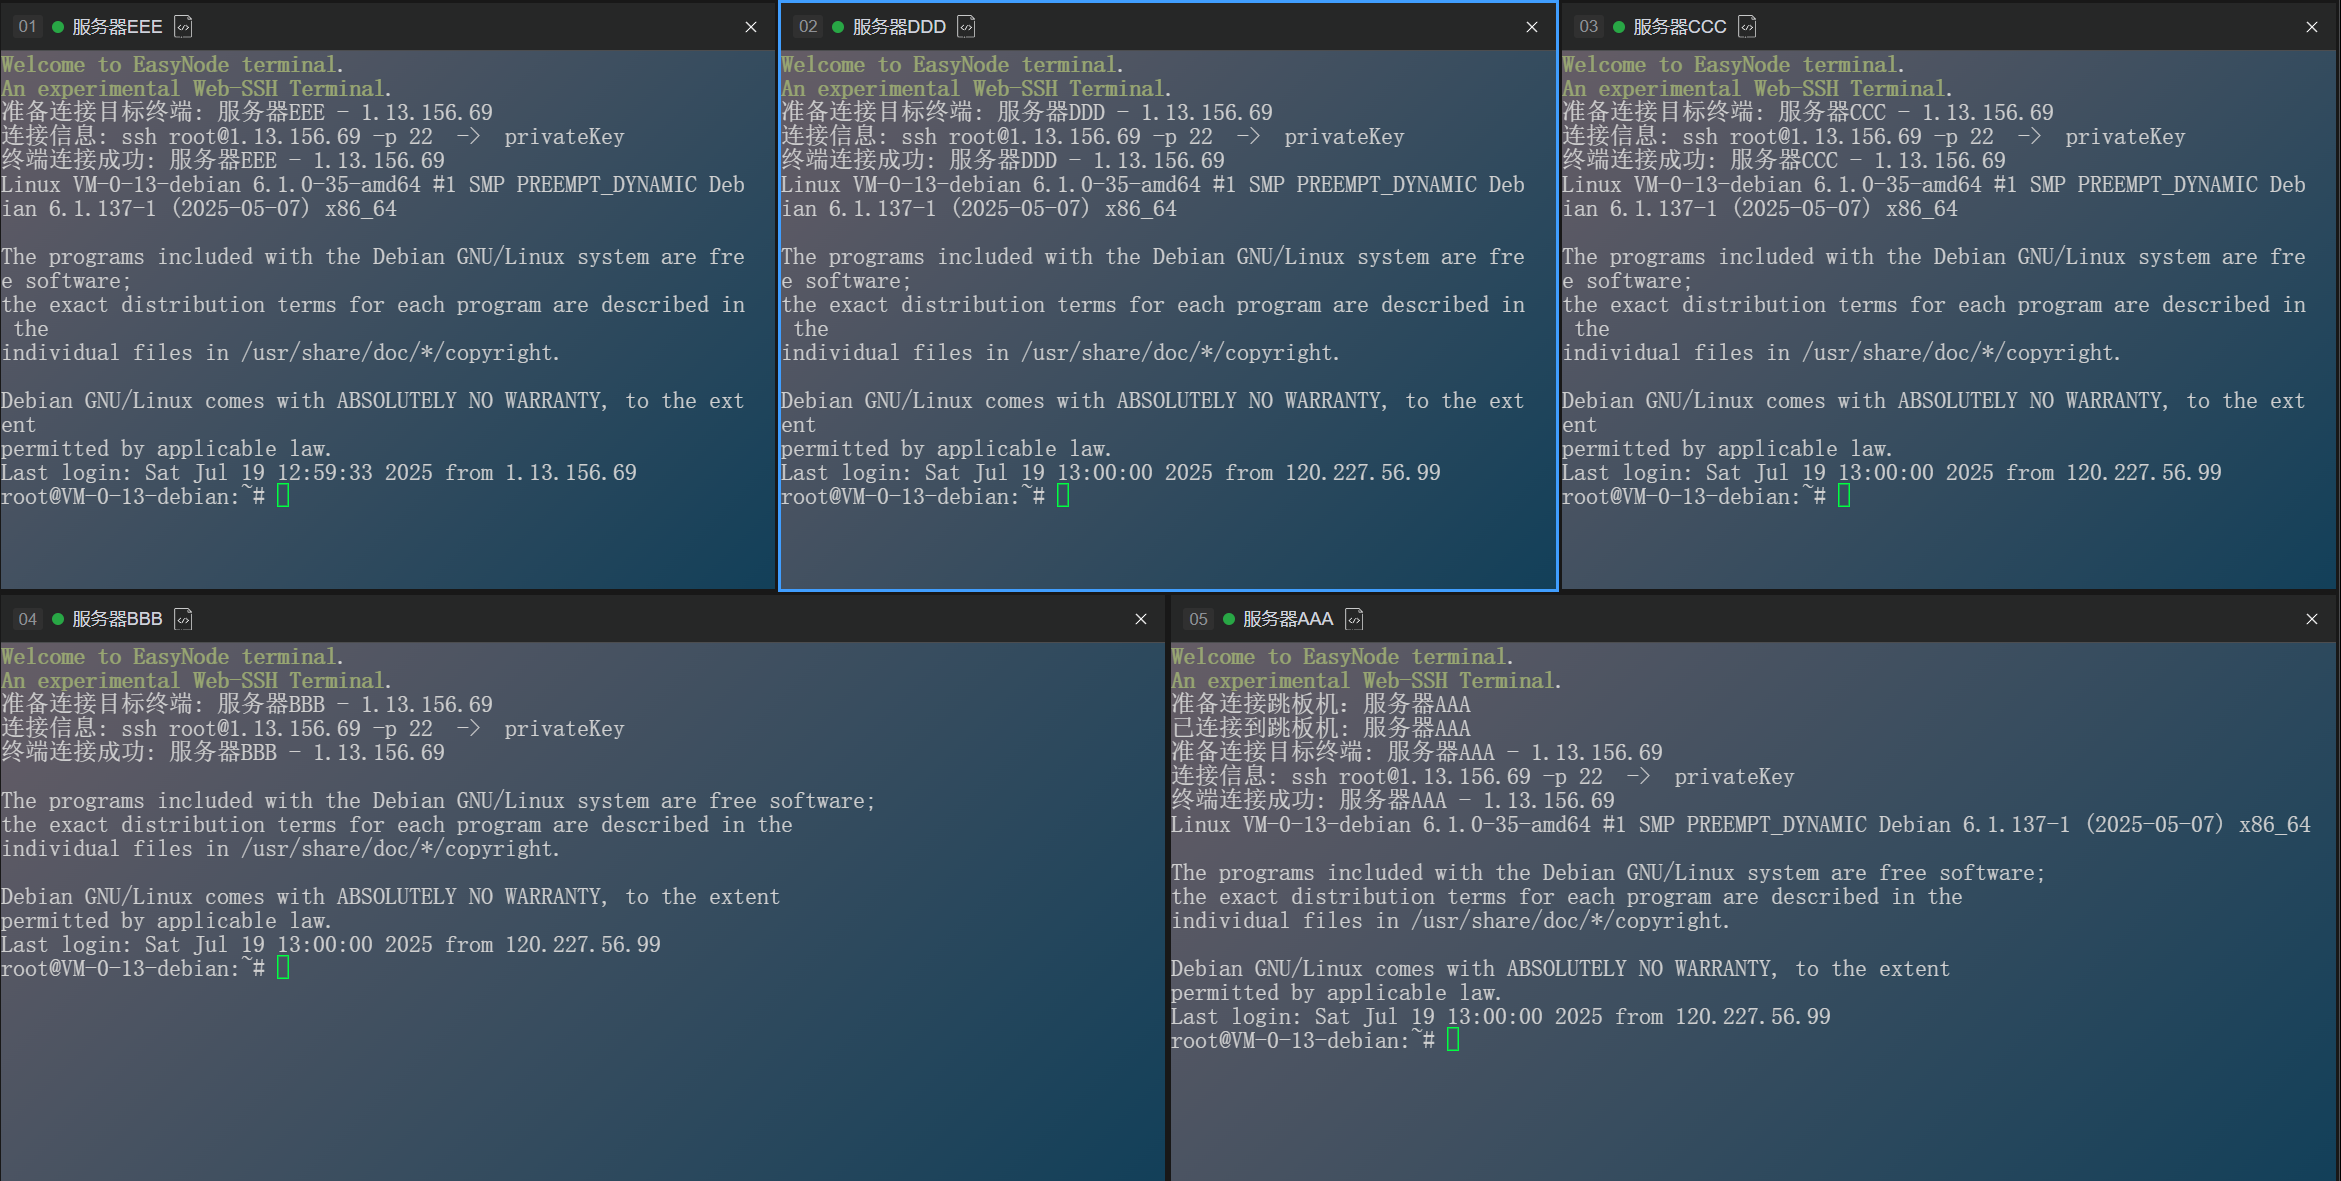 01 服务器EEE
Welcome to EasyNode terminal.
An experimental Web-SSH Terminal.
准备连接目标终端: 服务器EEE - 1.13.156.69
连接信息: ssh root@1.13.156.69 -p 22  ->  privateKey
终端连接成功: 服务器EEE - 1.13.156.69
Linux VM-0-13-debian 6.1.0-35-amd64 #1 SMP PREEMPT_DYNAMIC Deb
ian 6.1.137-1 (2025-05-07) x86_64
The programs included with the Debian GNU/Linux system are fre
e software;
the exact distribution terms for each program are described in
 the
individual files in /usr/share/doc/*/copyright.
Debian GNU/Linux comes with ABSOLUTELY NO WARRANTY, to the ext
ent
permitted by applicable law.
Last login: Sat Jul 19 12:59:33 2025 from 1.13.156.69
root@VM-0-13-debian:~#
02 服务器DDD
Welcome to EasyNode terminal.
An experimental Web-SSH Terminal.
准备连接目标终端: 服务器DDD - 1.13.156.69
连接信息: ssh root@1.13.156.69 -p 22  ->  privateKey
终端连接成功: 服务器DDD - 1.13.156.69
Linux VM-0-13-debian 6.1.0-35-amd64 #1 SMP PREEMPT_DYNAMIC Deb
ian 6.1.137-1 (2025-05-07) x86_64
The programs included with the Debian GNU/Linux system are fre
e software;
the exact distribution terms for each program are described in
 the
individual files in /usr/share/doc/*/copyright.
Debian GNU/Linux comes with ABSOLUTELY NO WARRANTY, to the ext
ent
permitted by applicable law.
Last login: Sat Jul 19 13:00:00 2025 from 120.227.56.99
root@VM-0-13-debian:~#
03 服务器CCC
Welcome to EasyNode terminal.
An experimental Web-SSH Terminal.
准备连接目标终端: 服务器CCC - 1.13.156.69
连接信息: ssh root@1.13.156.69 -p 22  ->  privateKey
终端连接成功: 服务器CCC - 1.13.156.69
Linux VM-0-13-debian 6.1.0-35-amd64 #1 SMP PREEMPT_DYNAMIC Deb
ian 6.1.137-1 (2025-05-07) x86_64
The programs included with the Debian GNU/Linux system are fre
e software;
the exact distribution terms for each program are described in
 the
individual files in /usr/share/doc/*/copyright.
Debian GNU/Linux comes with ABSOLUTELY NO WARRANTY, to the ext
ent
permitted by applicable law.
Last login: Sat Jul 19 13:00:00 2025 from 120.227.56.99
root@VM-0-13-debian:~#
04 服务器BBB
Welcome to EasyNode terminal.
An experimental Web-SSH Terminal.
准备连接目标终端: 服务器BBB - 1.13.156.69
连接信息: ssh root@1.13.156.69 -p 22  ->  privateKey
终端连接成功: 服务器BBB - 1.13.156.69
The programs included with the Debian GNU/Linux system are free software;
the exact distribution terms for each program are described in the
individual files in /usr/share/doc/*/copyright.
Debian GNU/Linux comes with ABSOLUTELY NO WARRANTY, to the extent
permitted by applicable law.
Last login: Sat Jul 19 13:00:00 2025 from 120.227.56.99
root@VM-0-13-debian:~#
05 服务器AAA
Welcome to EasyNode terminal.
An experimental Web-SSH Terminal.
准备连接跳板机: 服务器AAA
已连接到跳板机: 服务器AAA
准备连接目标终端: 服务器AAA - 1.13.156.69
连接信息: ssh root@1.13.156.69 -p 22  ->  privateKey
终端连接成功: 服务器AAA - 1.13.156.69
Linux VM-0-13-debian 6.1.0-35-amd64 #1 SMP PREEMPT_DYNAMIC Debian 6.1.137-1 (2025-05-07) x86_64
The programs included with the Debian GNU/Linux system are free software;
the exact distribution terms for each program are described in the
individual files in /usr/share/doc/*/copyright.
Debian GNU/Linux comes with ABSOLUTELY NO WARRANTY, to the extent
permitted by applicable law.
Last login: Sat Jul 19 13:00:00 2025 from 120.227.56.99
root@VM-0-13-debian:~#